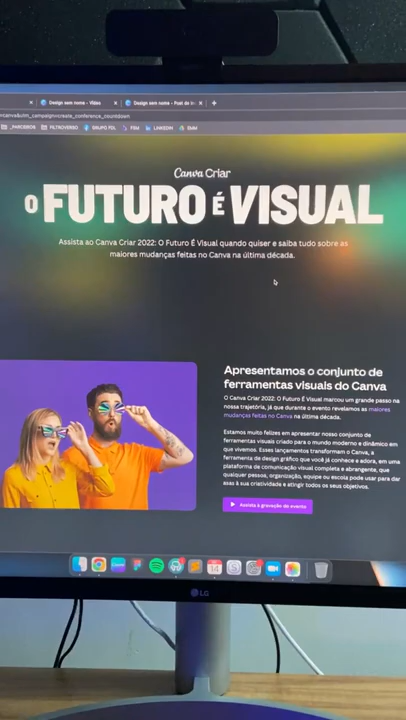 Design sem nome - Vídeo
Design sem nome - Post do In
canva&utm_campaign=create_conference_countdown
_PARCEIROS
FILTROVERSO
GRUPO FDL
FSM
LINKEDIN
EMM
Canva Criar
O FUTURO É VISUAL
Assista ao Canva Criar 2022: O Futuro É Visual quando quiser e saiba tudo sobre as
maiores mudanças feitas no Canva na última década.
Apresentamos o conjunto de
ferramentas visuais do Canva
O Canva Criar 2022: O Futuro É Visual marcou um grande passo na
nossa trajetória, já que durante o evento revelamos as maiores
mudanças feitas no Canva na última década.
Estamos muito felizes em apresentar nosso conjunto de
ferramentas visuais criado para o mundo moderno e dinâmico em
que vivemos. Esses lançamentos transformam o Canva, a
ferramenta de design gráfico que você já conhece e adora, em uma
plataforma de comunicação visual completa e abrangente, que
qualquer pessoa, organização, equipe ou escola pode usar para dar
asas à sua criatividade e atingir todos os seus objetivos.
Assista à gravação do evento
14
LG